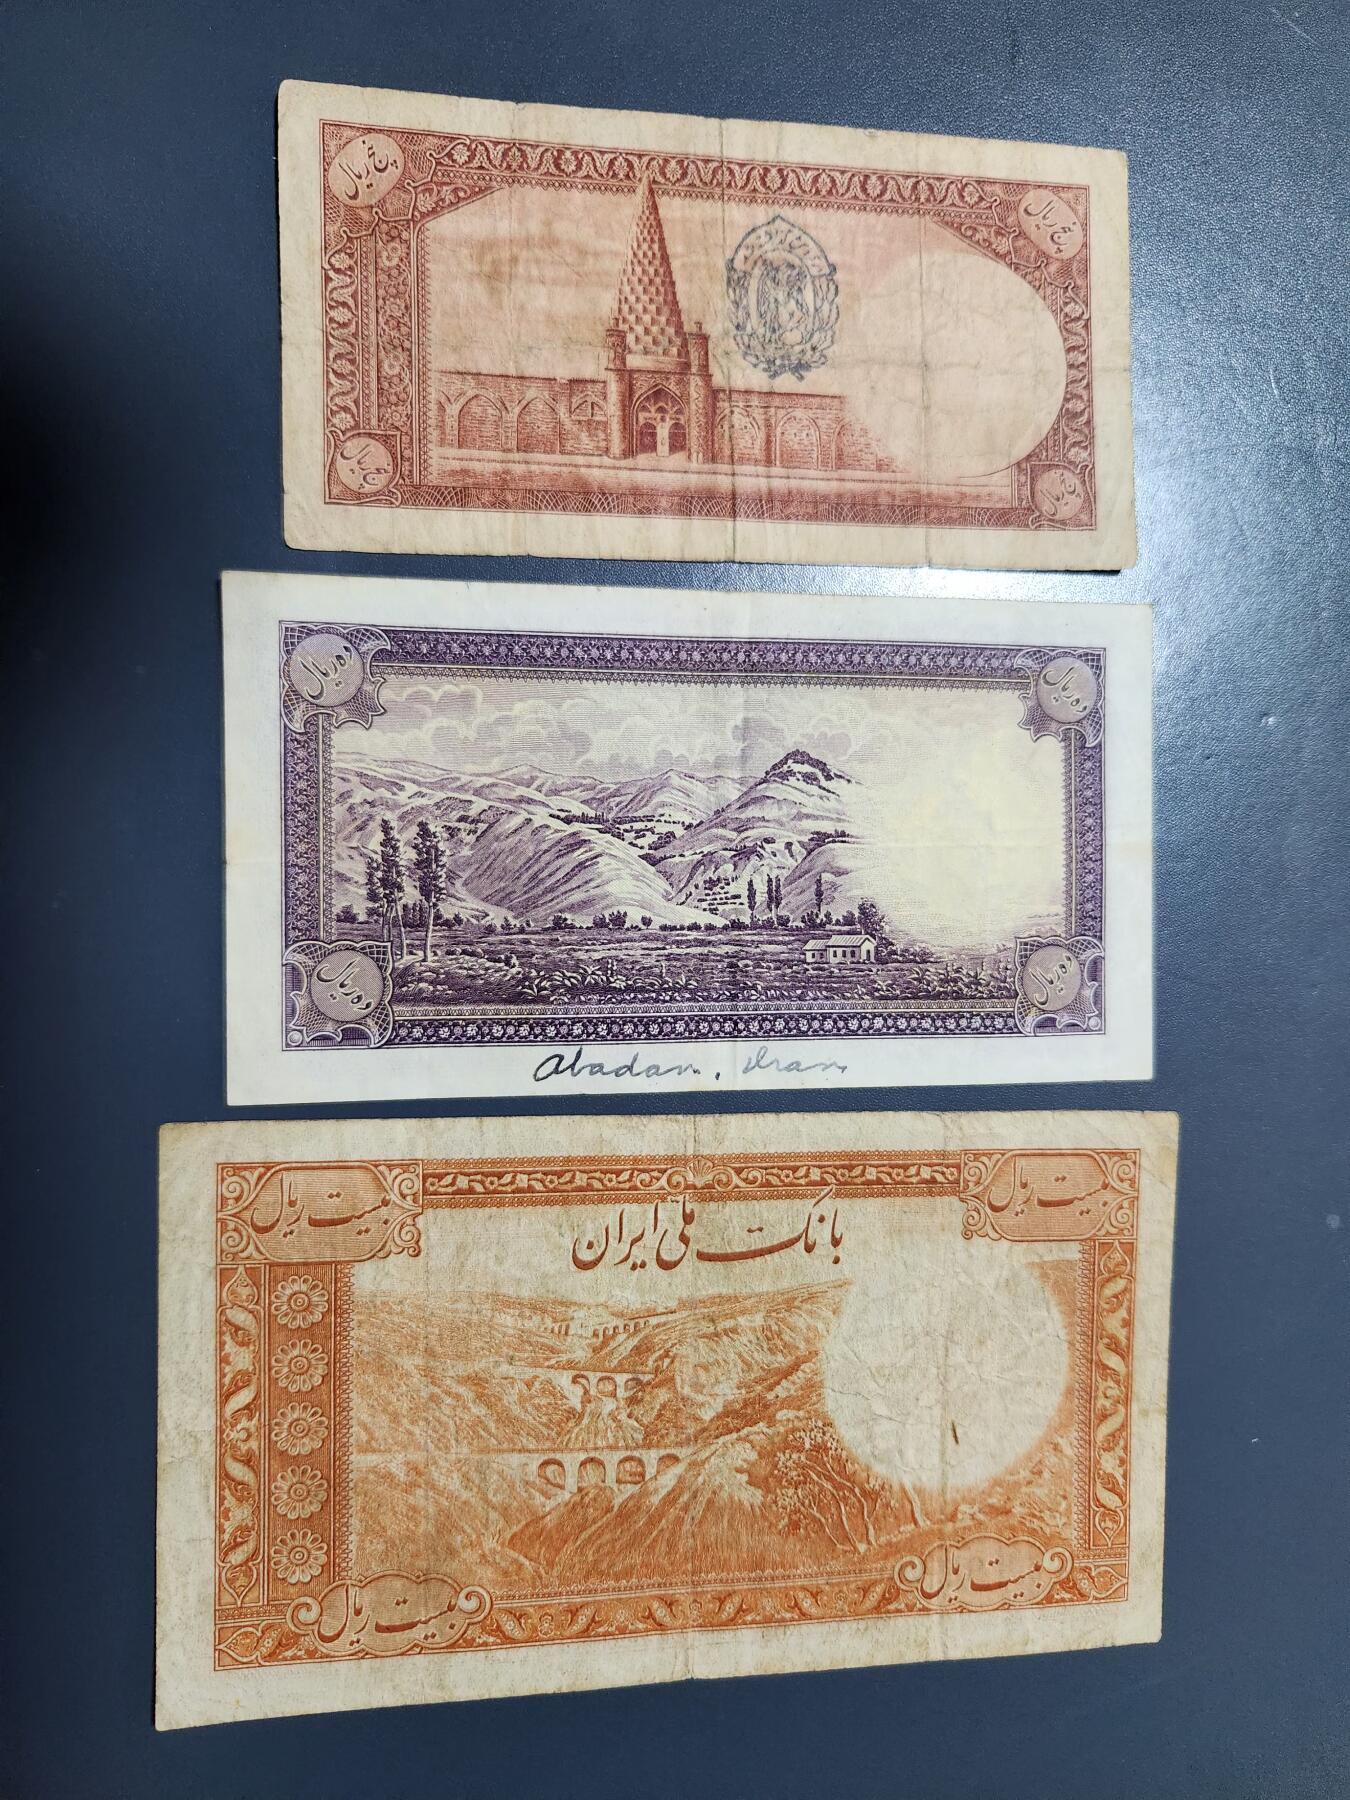 پنج ریال
پنج ریال
پنج ریال
پنج ریال
ده ریال
ده ریال
ده ریال
ده ریال
Abadan, Iran
بیست ریال
بیست ریال
بانک ملی ایران
بیست ریال
بیست ریال